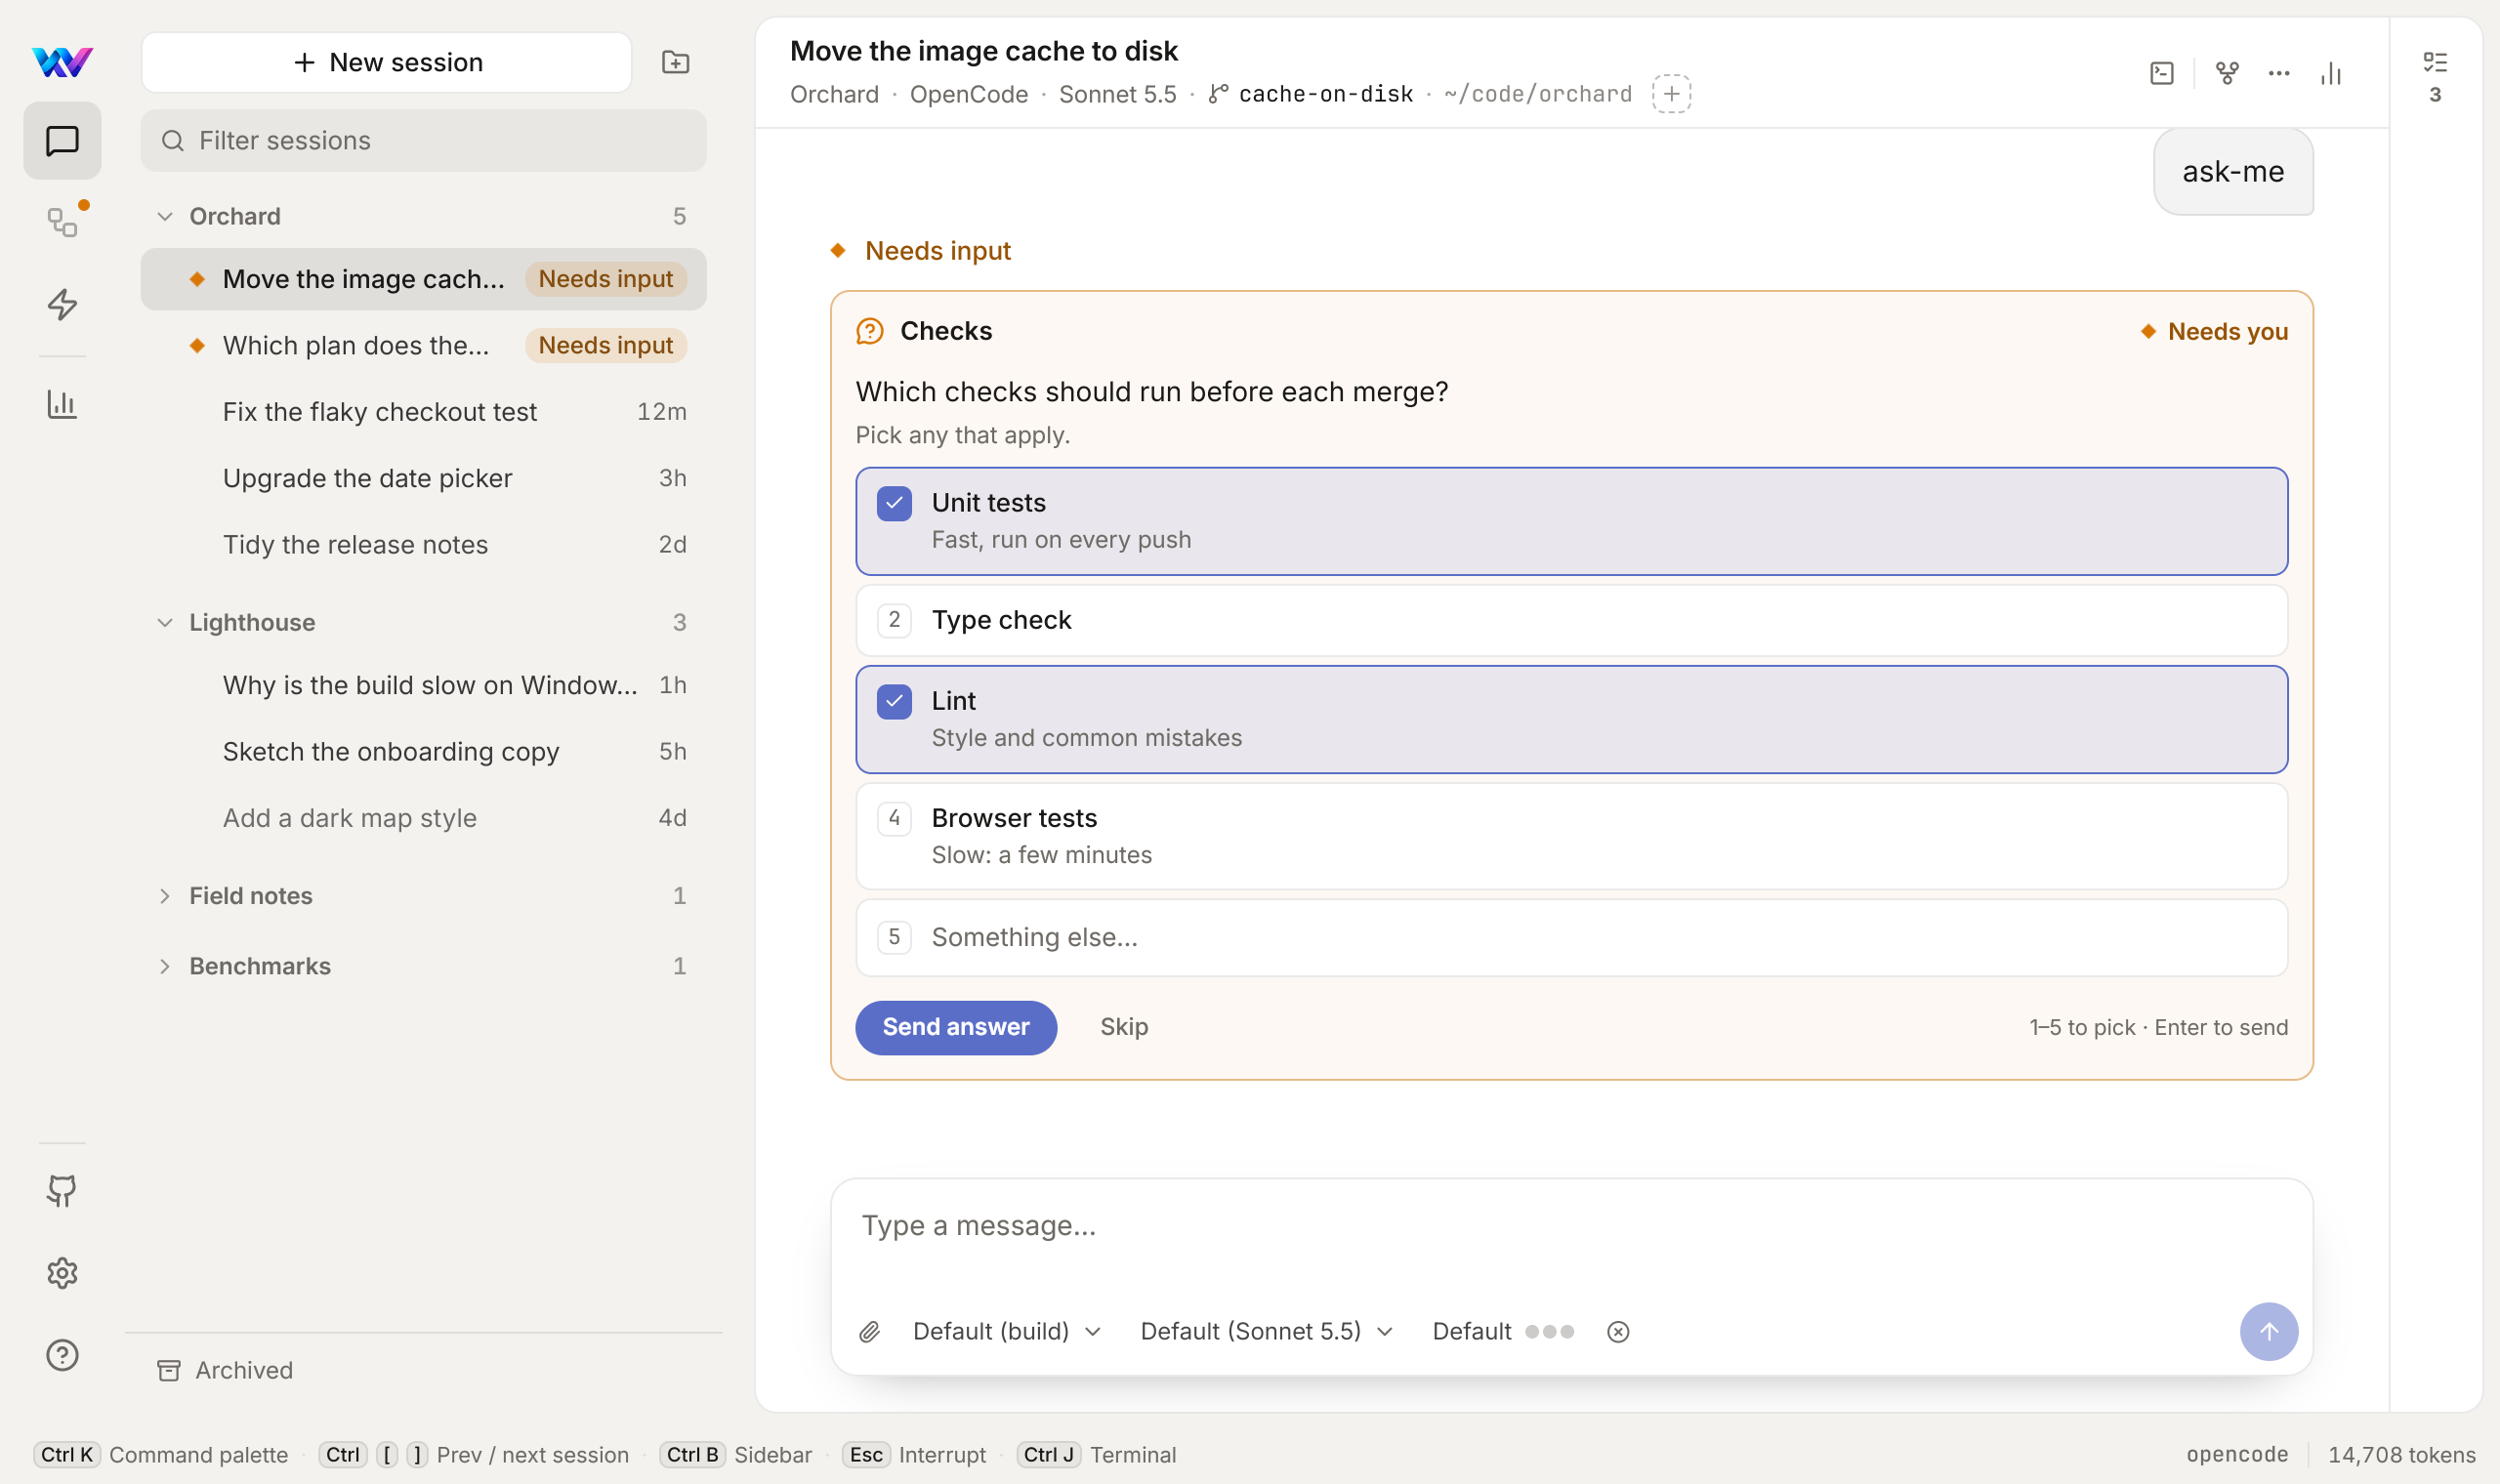 New session
Filter sessions
Orchard 5
Move the image cach... Needs input
Which plan does the... Needs input
Fix the flaky checkout test 12m
Upgrade the date picker 3h
Tidy the release notes 2d
Lighthouse 3
Why is the build slow on Window... 1h
Sketch the onboarding copy 5h
Add a dark map style 4d
Field notes 1
Benchmarks 1
Archived
Move the image cache to disk
Orchard · OpenCode · Sonnet 5.5 · cache-on-disk · ~/code/orchard
3
ask-me
Needs input
Checks
Needs you
Which checks should run before each merge?
Pick any that apply.
Unit tests
Fast, run on every push
2 Type check
Lint
Style and common mistakes
4 Browser tests
Slow: a few minutes
5 Something else...
Send answer Skip 1–5 to pick · Enter to send
Type a message...
Default (build) Default (Sonnet 5.5) Default
Ctrl K Command palette · Ctrl [ ] Prev / next session · Ctrl B Sidebar · Esc Interrupt · Ctrl J Terminal
opencode 14,708 tokens